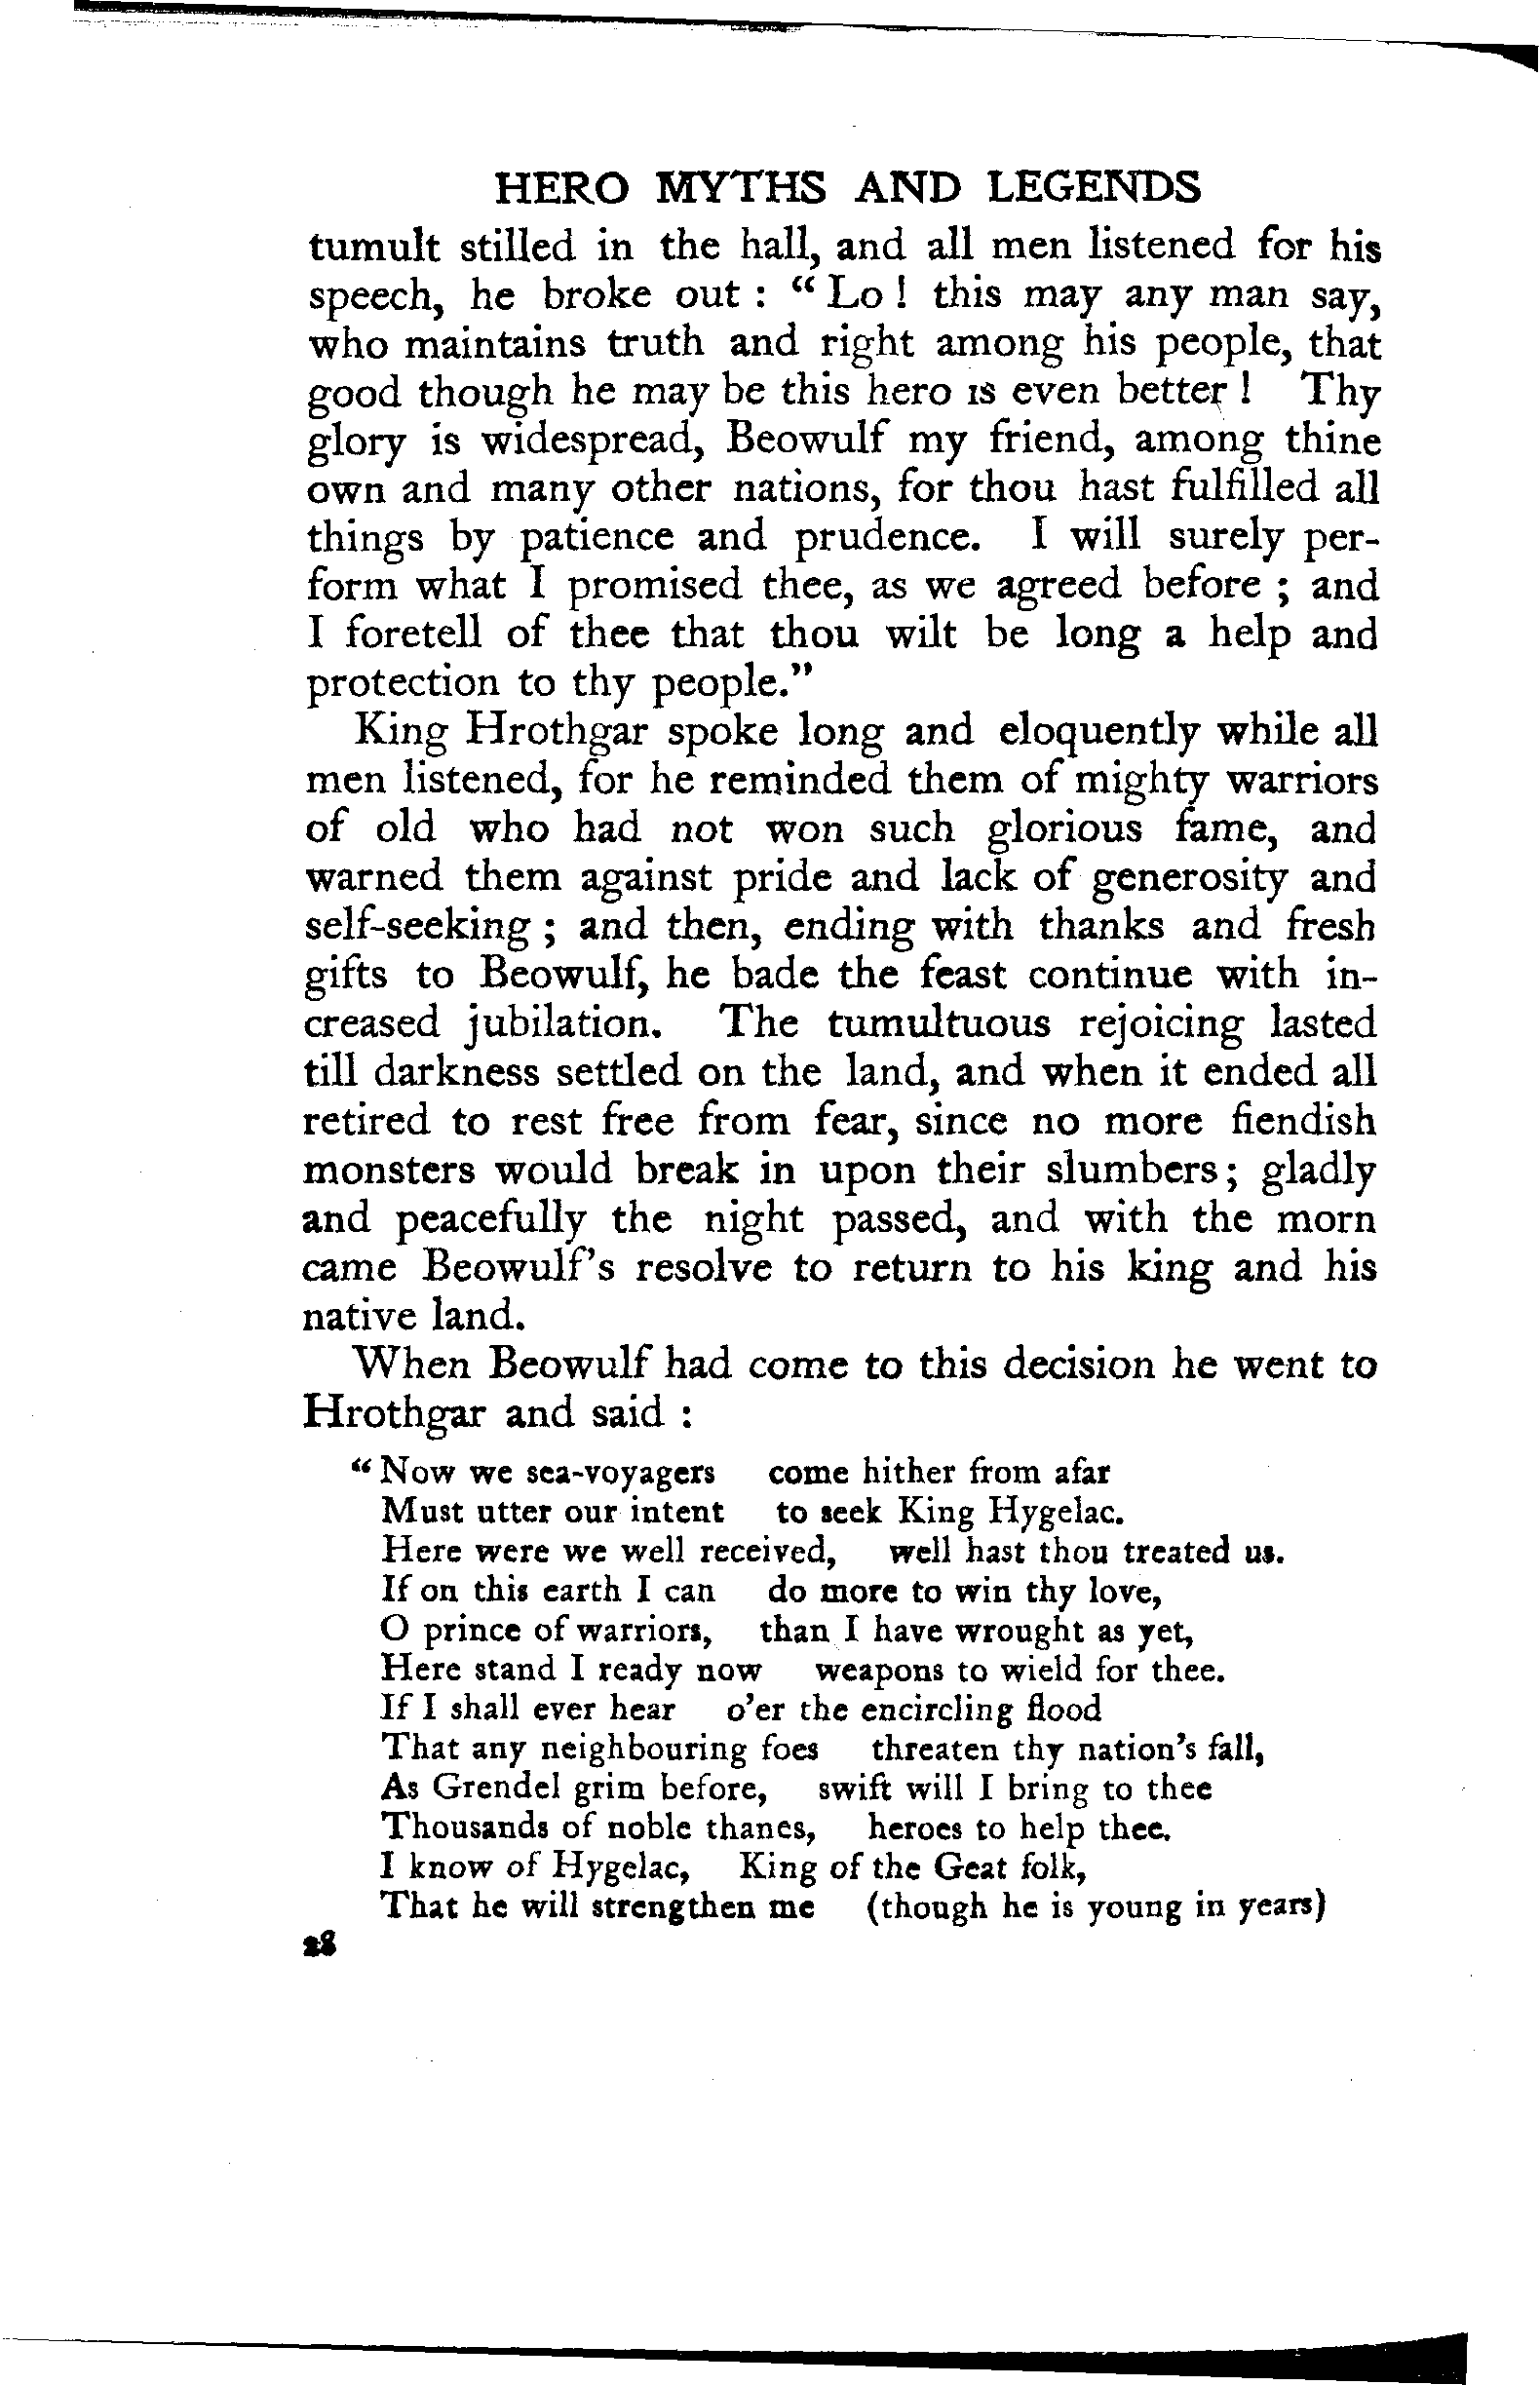 HERO MYTHS AND LEGENDS
tumult stilled in the hall, and all men listened for his
speech, he broke out : “ Lo ! this may any man say,
who maintains truth and right among his people, that
good though he may be this hero is even better ! Thy
glory is widespread, Beowulf my friend, among thine
own and many other nations, for thou hast fulfilled all
things by patience and prudence. I will surely per-
form what I promised thee, as we agreed before ; and
I foretell of thee that thou wilt be long a help and
protection to thy people.”
King Hrothgar spoke long and eloquently while all
men listened, for he reminded them of mighty warriors
of old who had not won such glorious fame, and
warned them against pride and lack of generosity and
self-seeking ; and then, ending with thanks and fresh
gifts to Beowulf, he bade the feast continue with in-
creased jubilation. The tumultuous rejoicing lasted
till darkness settled on the land, and when it ended all
retired to rest free from fear, since no more fiendish
monsters would break in upon their slumbers ; gladly
and peacefully the night passed, and with the morn
came Beowulf’s resolve to return to his king and his
native land.
When Beowulf had come to this decision he went to
Hrothgar and said :
“ Now we sea-voyagers come hither from afar
Must utter our intent to seek King Hygelac.
Here were we well received, well hast thou treated us.
If on this earth I can do more to win thy love,
O prince of warriors, than I have wrought as yet,
Here stand I ready now weapons to wield for thee.
If I shall ever hear o’er the encircling flood
That any neighbouring foes threaten thy nation’s fall,
As Grendel grim before, swift will I bring to thee
Thousands of noble thanes, heroes to help thee.
I know of Hygelac, King of the Geat folk,
That he will strengthen me (though he is young in years)
28